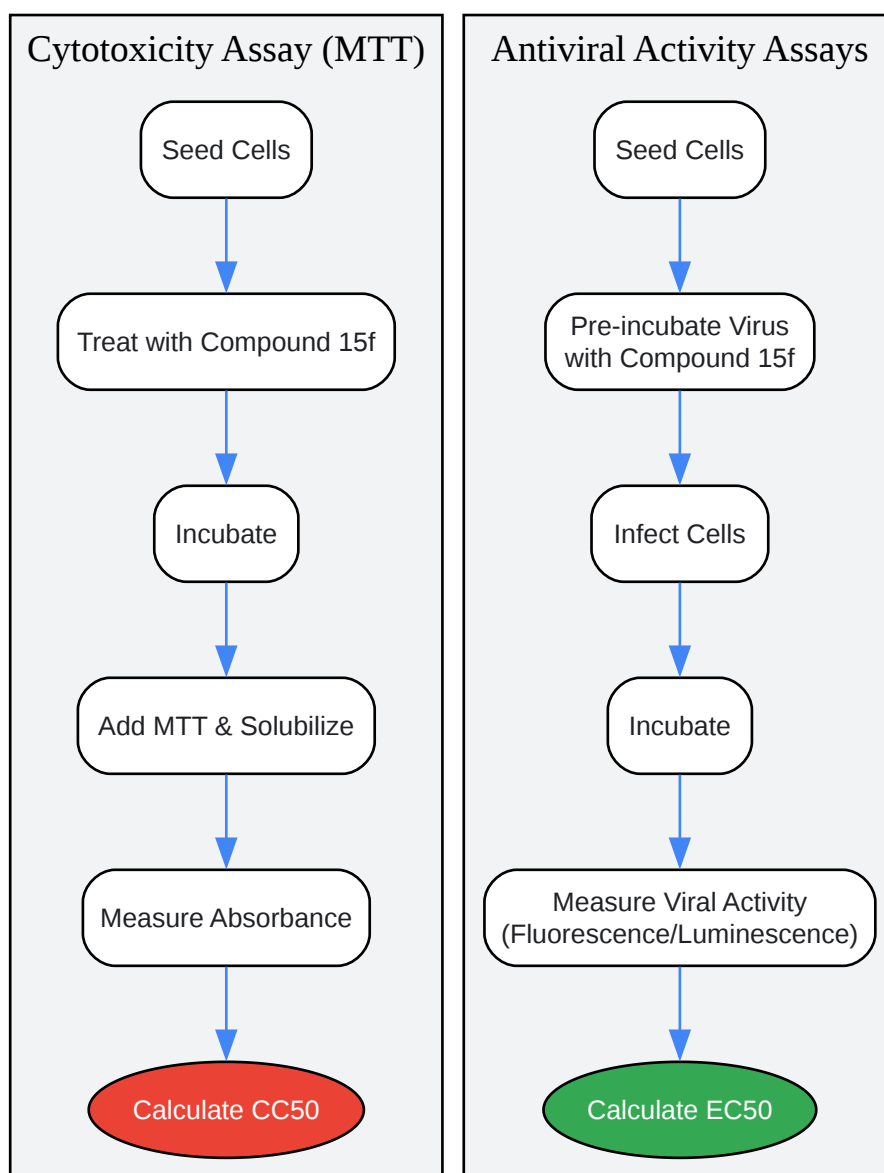 Cytotoxicity Assay (MTT)
Seed Cells
Treat with Compound 15f
Incubate
Add MTT & Solubilize
Measure Absorbance
Calculate CC50
Antiviral Activity Assays
Seed Cells
Pre-incubate Virus
with Compound 15f
Infect Cells
Incubate
Measure Viral Activity
(Fluorescence/Luminescence)
Calculate EC50